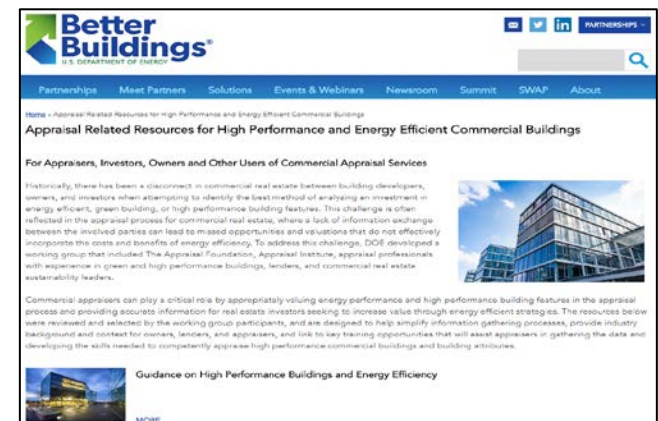 Better
Buildings®
U.S. DEPARTMENT OF ENERGY
in
PARTNERSHIPS
Partnerships Meet Partners Solutions Events & Webinars Newsroom Summit SWAP About
Home » Appraisal Related Resources for High Performance and Energy Efficient Commercial Buildings
Appraisal Related Resources for High Performance and Energy Efficient Commercial Buildings
For Appraisers, Investors, Owners and Other Users of Commercial Appraisal Services
Historically, there has been a disconnect in commercial real estate between building developers,
owners, and investors when attempting to identify the best method of analyzing an investment in
energy efficient, green building, or high performance building features. This challenge is often
reflected in the appraisal process for commercial real estate, where a lack of information exchange
between the involved parties can lead to missed opportunities and valuations that do not effectively
incorporate the costs and benefits of energy efficiency. To address this challenge, DOE developed a
working group that included The Appraisal Foundation, Appraisal Institute, appraisal professionals
with experience in green and high performance buildings, lenders, and commercial real estate
sustainability leaders.
Commercial appraisers can play a critical role by appropriately valuing energy performance and high performance building features in the appraisal
process and providing accurate information for real estate investors seeking to increase value through energy efficient strategies. The resources below
were reviewed and selected by the working group participants, and are designed to help simplify information gathering processes, provide industry
background and context for owners, lenders, and appraisers, and link to key training opportunities that will assist appraisers in gathering the data and
developing the skills needed to competently appraise high performance commercial buildings and building attributes.
Guidance on High Performance Buildings and Energy Efficiency
MORE